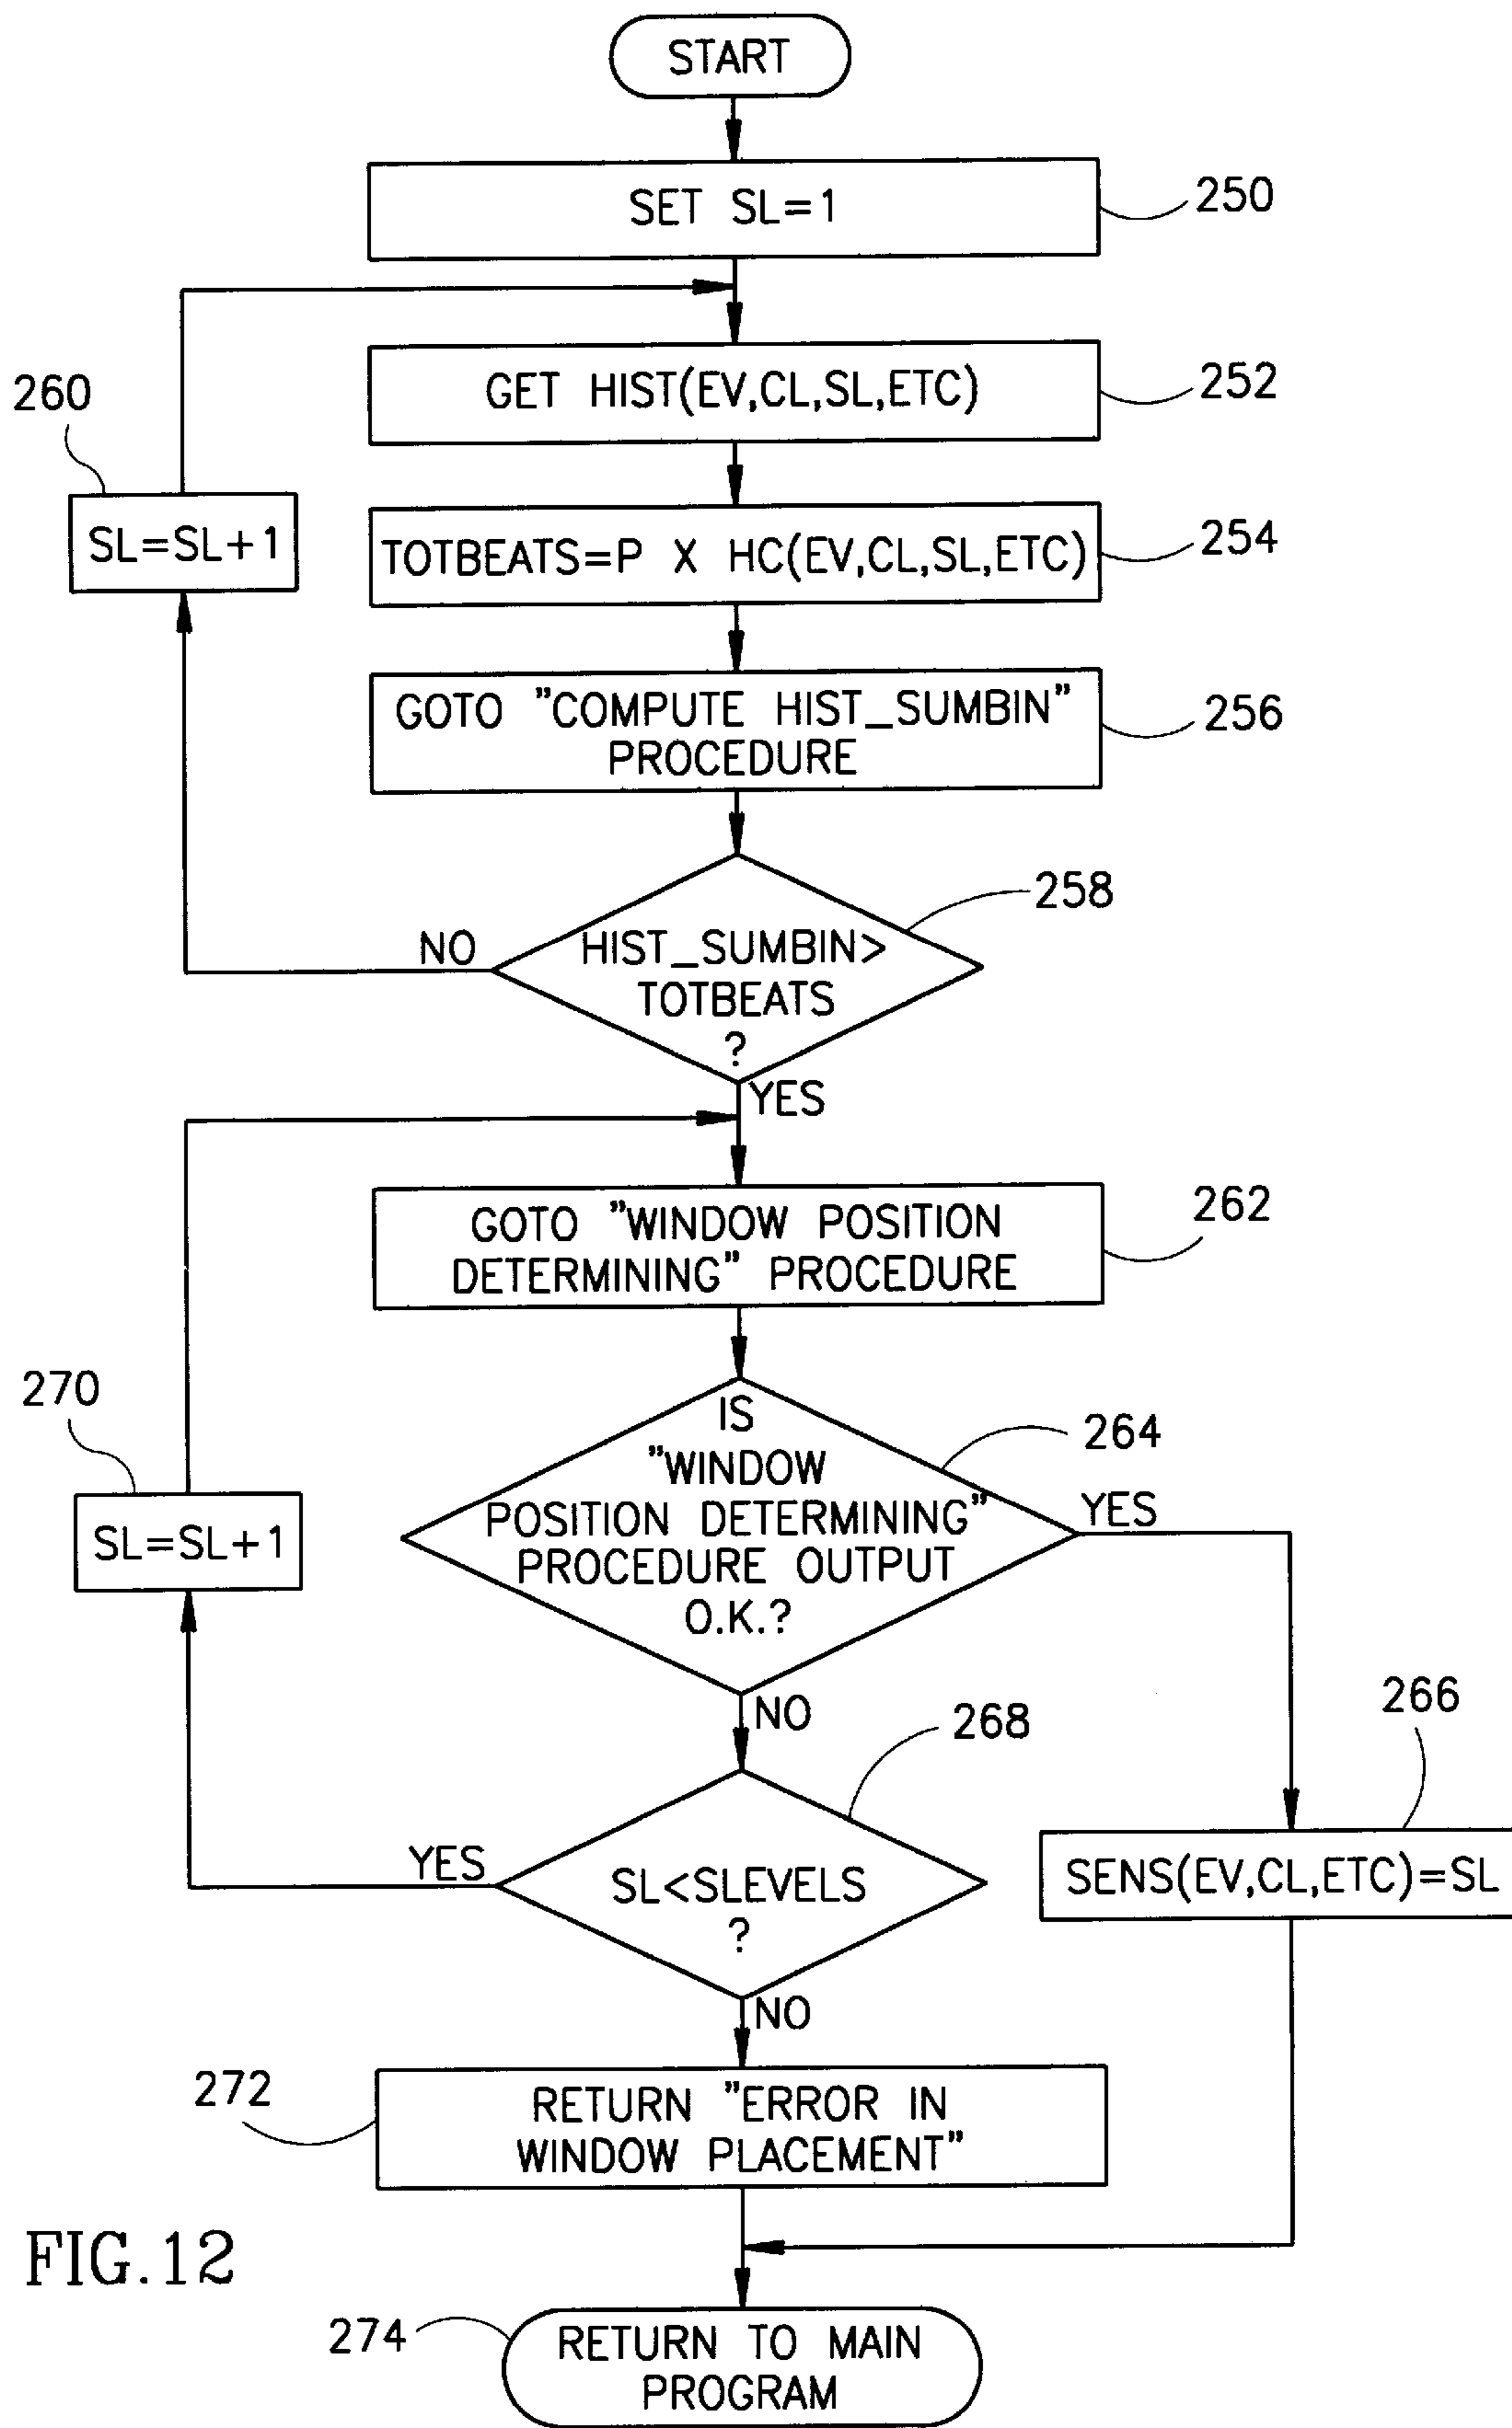 START
SET SL=1
250
GET HIST(EV,CL,SL,ETC)
252
260
SL=SL+1
TOTBEATS=P X HC(EV,CL,SL,ETC)
254
GOTO "COMPUTE HIST_SUMBIN"
PROCEDURE
256
258
NO
HIST_SUMBIN>
TOTBEATS
?
YES
GOTO "WINDOW POSITION
DETERMINING" PROCEDURE
262
270
SL=SL+1
IS
"WINDOW
POSITION DETERMINING"
PROCEDURE OUTPUT
O.K.?
264
YES
NO
268
266
YES
SL<SLEVELS
?
SENS(EV,CL,ETC)=SL
NO
272
RETURN "ERROR IN
WINDOW PLACEMENT"
FIG.12
274
RETURN TO MAIN
PROGRAM